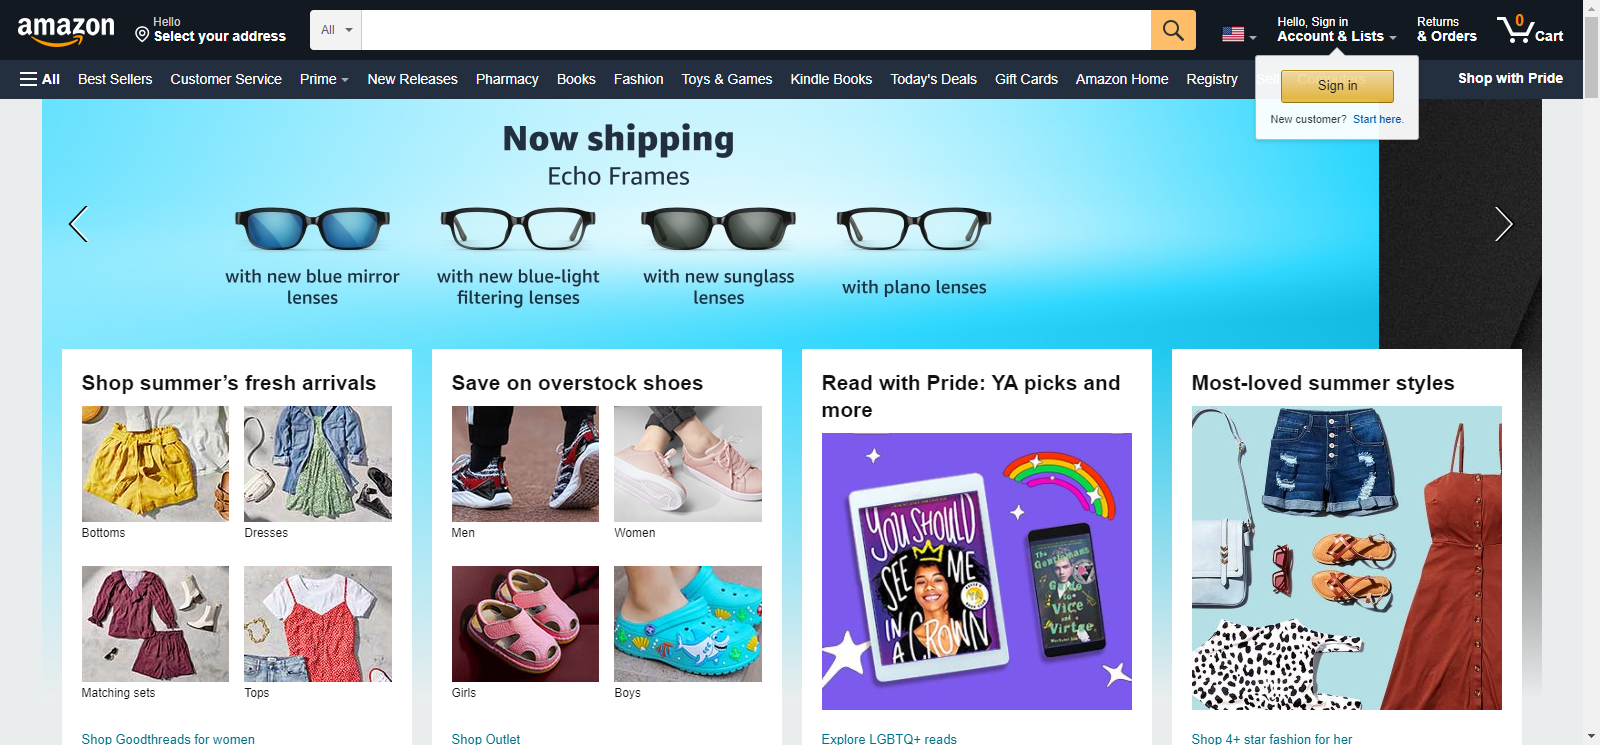 amazon
Hello
Select your address
All
Hello, Sign in
Account & Lists
Returns
& Orders
0
Cart
All
Best Sellers
Customer Service
Prime
New Releases
Pharmacy
Books
Fashion
Toys & Games
Kindle Books
Today's Deals
Gift Cards
Amazon Home
Registry
Shop with Pride
Sign in
New customer? Start here.
Now shipping
Echo Frames
with new blue mirror
lenses
with new blue-light
filtering lenses
with new sunglass
lenses
with plano lenses
Shop summer’s fresh arrivals
Bottoms
Dresses
Matching sets
Tops
Shop Goodthreads for women
Save on overstock shoes
Men
Women
Girls
Boys
Shop Outlet
Read with Pride: YA picks and
more
YOU SHOULD
SEE ME
IN
A CROWN
The
Gentleman's
Guide
to
Vice
and
Virtue
Explore LGBTQ+ reads
Most-loved summer styles
Shop 4+ star fashion for her